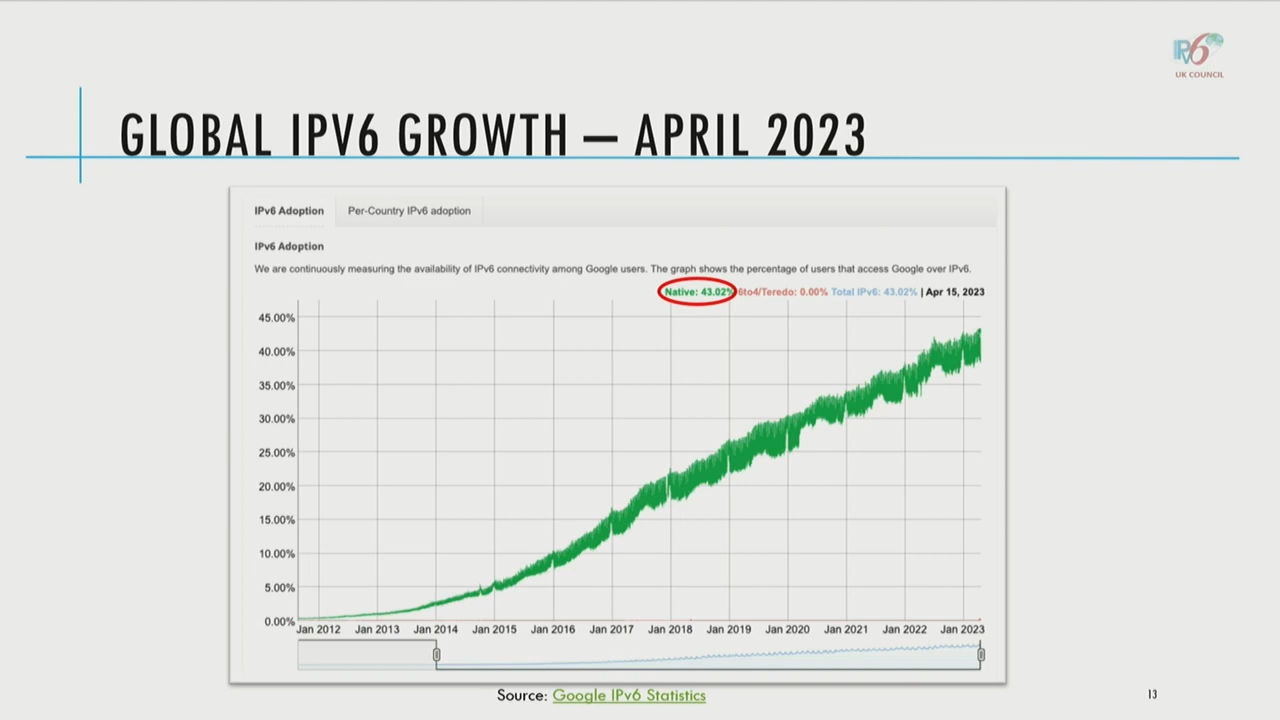 IPv6
UK COUNCIL
GLOBAL IPV6 GROWTH – APRIL 2023
IPv6 Adoption
Per-Country IPv6 adoption
IPv6 Adoption
We are continuously measuring the availability of IPv6 connectivity among Google users. The graph shows the percentage of users that access Google over IPv6.
Native: 43.02% 6to4/Teredo: 0.00% Total IPv6: 43.02% | Apr 15, 2023
45.00%
40.00%
35.00%
30.00%
25.00%
20.00%
15.00%
10.00%
5.00%
0.00%
Jan 2012 Jan 2013 Jan 2014 Jan 2015 Jan 2016 Jan 2017 Jan 2018 Jan 2019 Jan 2020 Jan 2021 Jan 2022 Jan 2023
Source: Google IPv6 Statistics
13